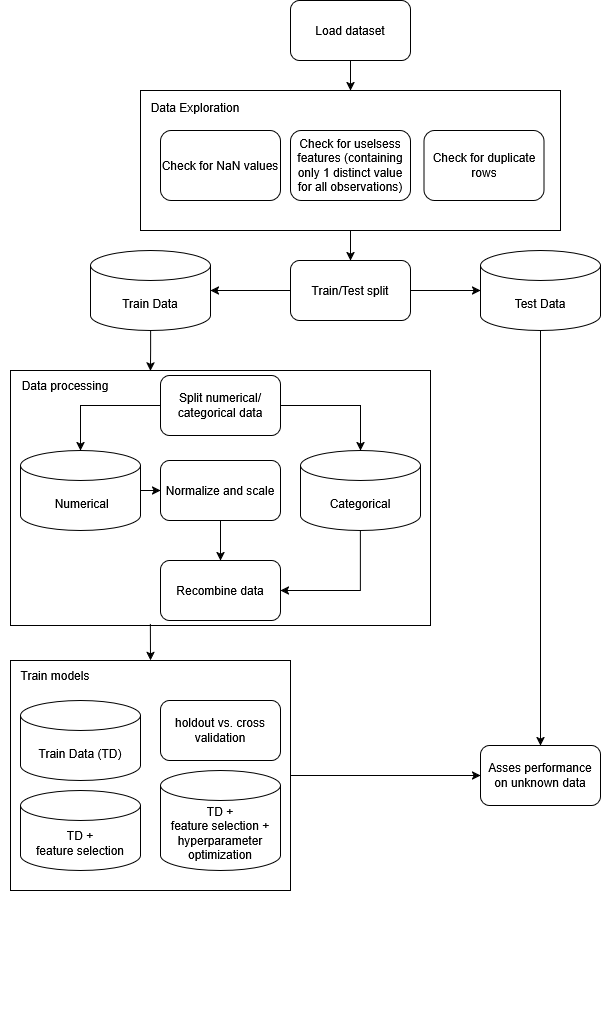 Load dataset
Data Exploration
Check for NaN values
Check for uselsess
features (containing
only 1 distinct value
for all observations)
Check for duplicate
rows
Train Data
Train/Test split
Test Data
Data processing
Split numerical/
categorical data
Numerical
Normalize and scale
Categorical
Recombine data
Train models
Train Data (TD)
holdout vs. cross
validation
TD +
feature selection
TD +
feature selection +
hyperparameter
optimization
Asses performance
on unknown data